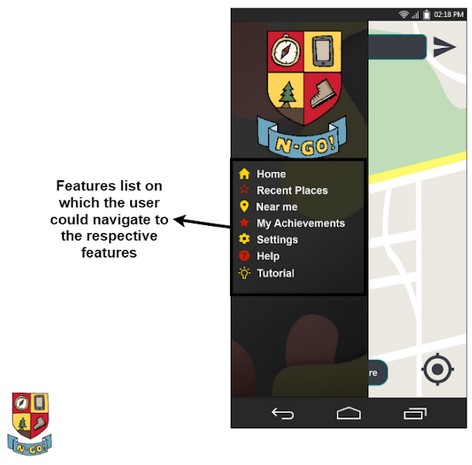 02:18 PM
N-GO!
Home
Recent Places
Near me
My Achievements
Settings
Help
Tutorial
Features list on
which the user
could navigate to
the respective
features
re
N-GO!